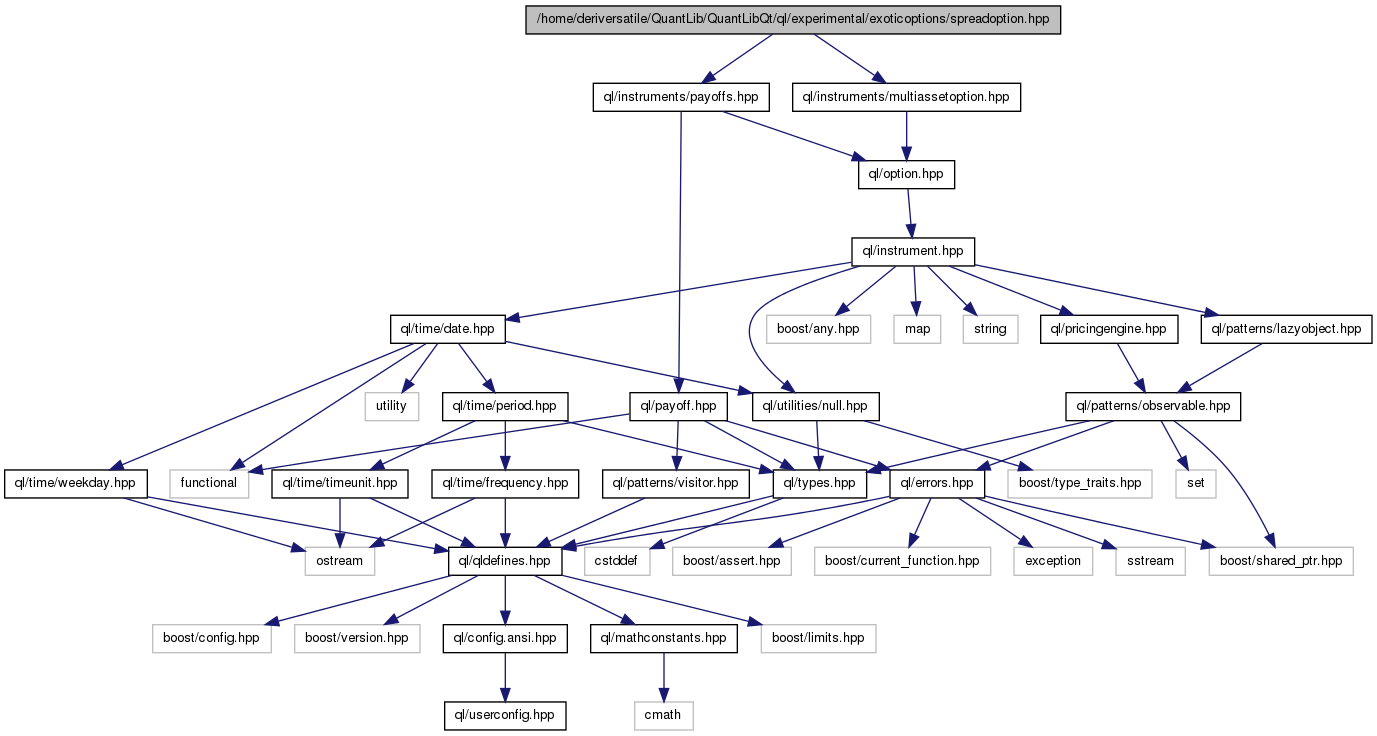 /home/deriversatile/QuantLib/QuantLibQt/ql/experimental/exoticoptions/spreadoption.hpp
ql/instruments/payoffs.hpp
ql/instruments/multiassetoption.hpp
ql/option.hpp
ql/instrument.hpp
ql/time/date.hpp
boost/any.hpp
map
string
ql/pricingengine.hpp
ql/patterns/lazyobject.hpp
utility
ql/time/period.hpp
ql/payoff.hpp
ql/utilities/null.hpp
ql/patterns/observable.hpp
ql/time/weekday.hpp
functional
ql/time/timeunit.hpp
ql/time/frequency.hpp
ql/patterns/visitor.hpp
ql/types.hpp
ql/errors.hpp
boost/type_traits.hpp
set
ostream
ql/qldefines.hpp
cstddef
boost/assert.hpp
boost/current_function.hpp
exception
sstream
boost/shared_ptr.hpp
boost/config.hpp
boost/version.hpp
ql/config.ansi.hpp
ql/mathconstants.hpp
boost/limits.hpp
ql/userconfig.hpp
cmath